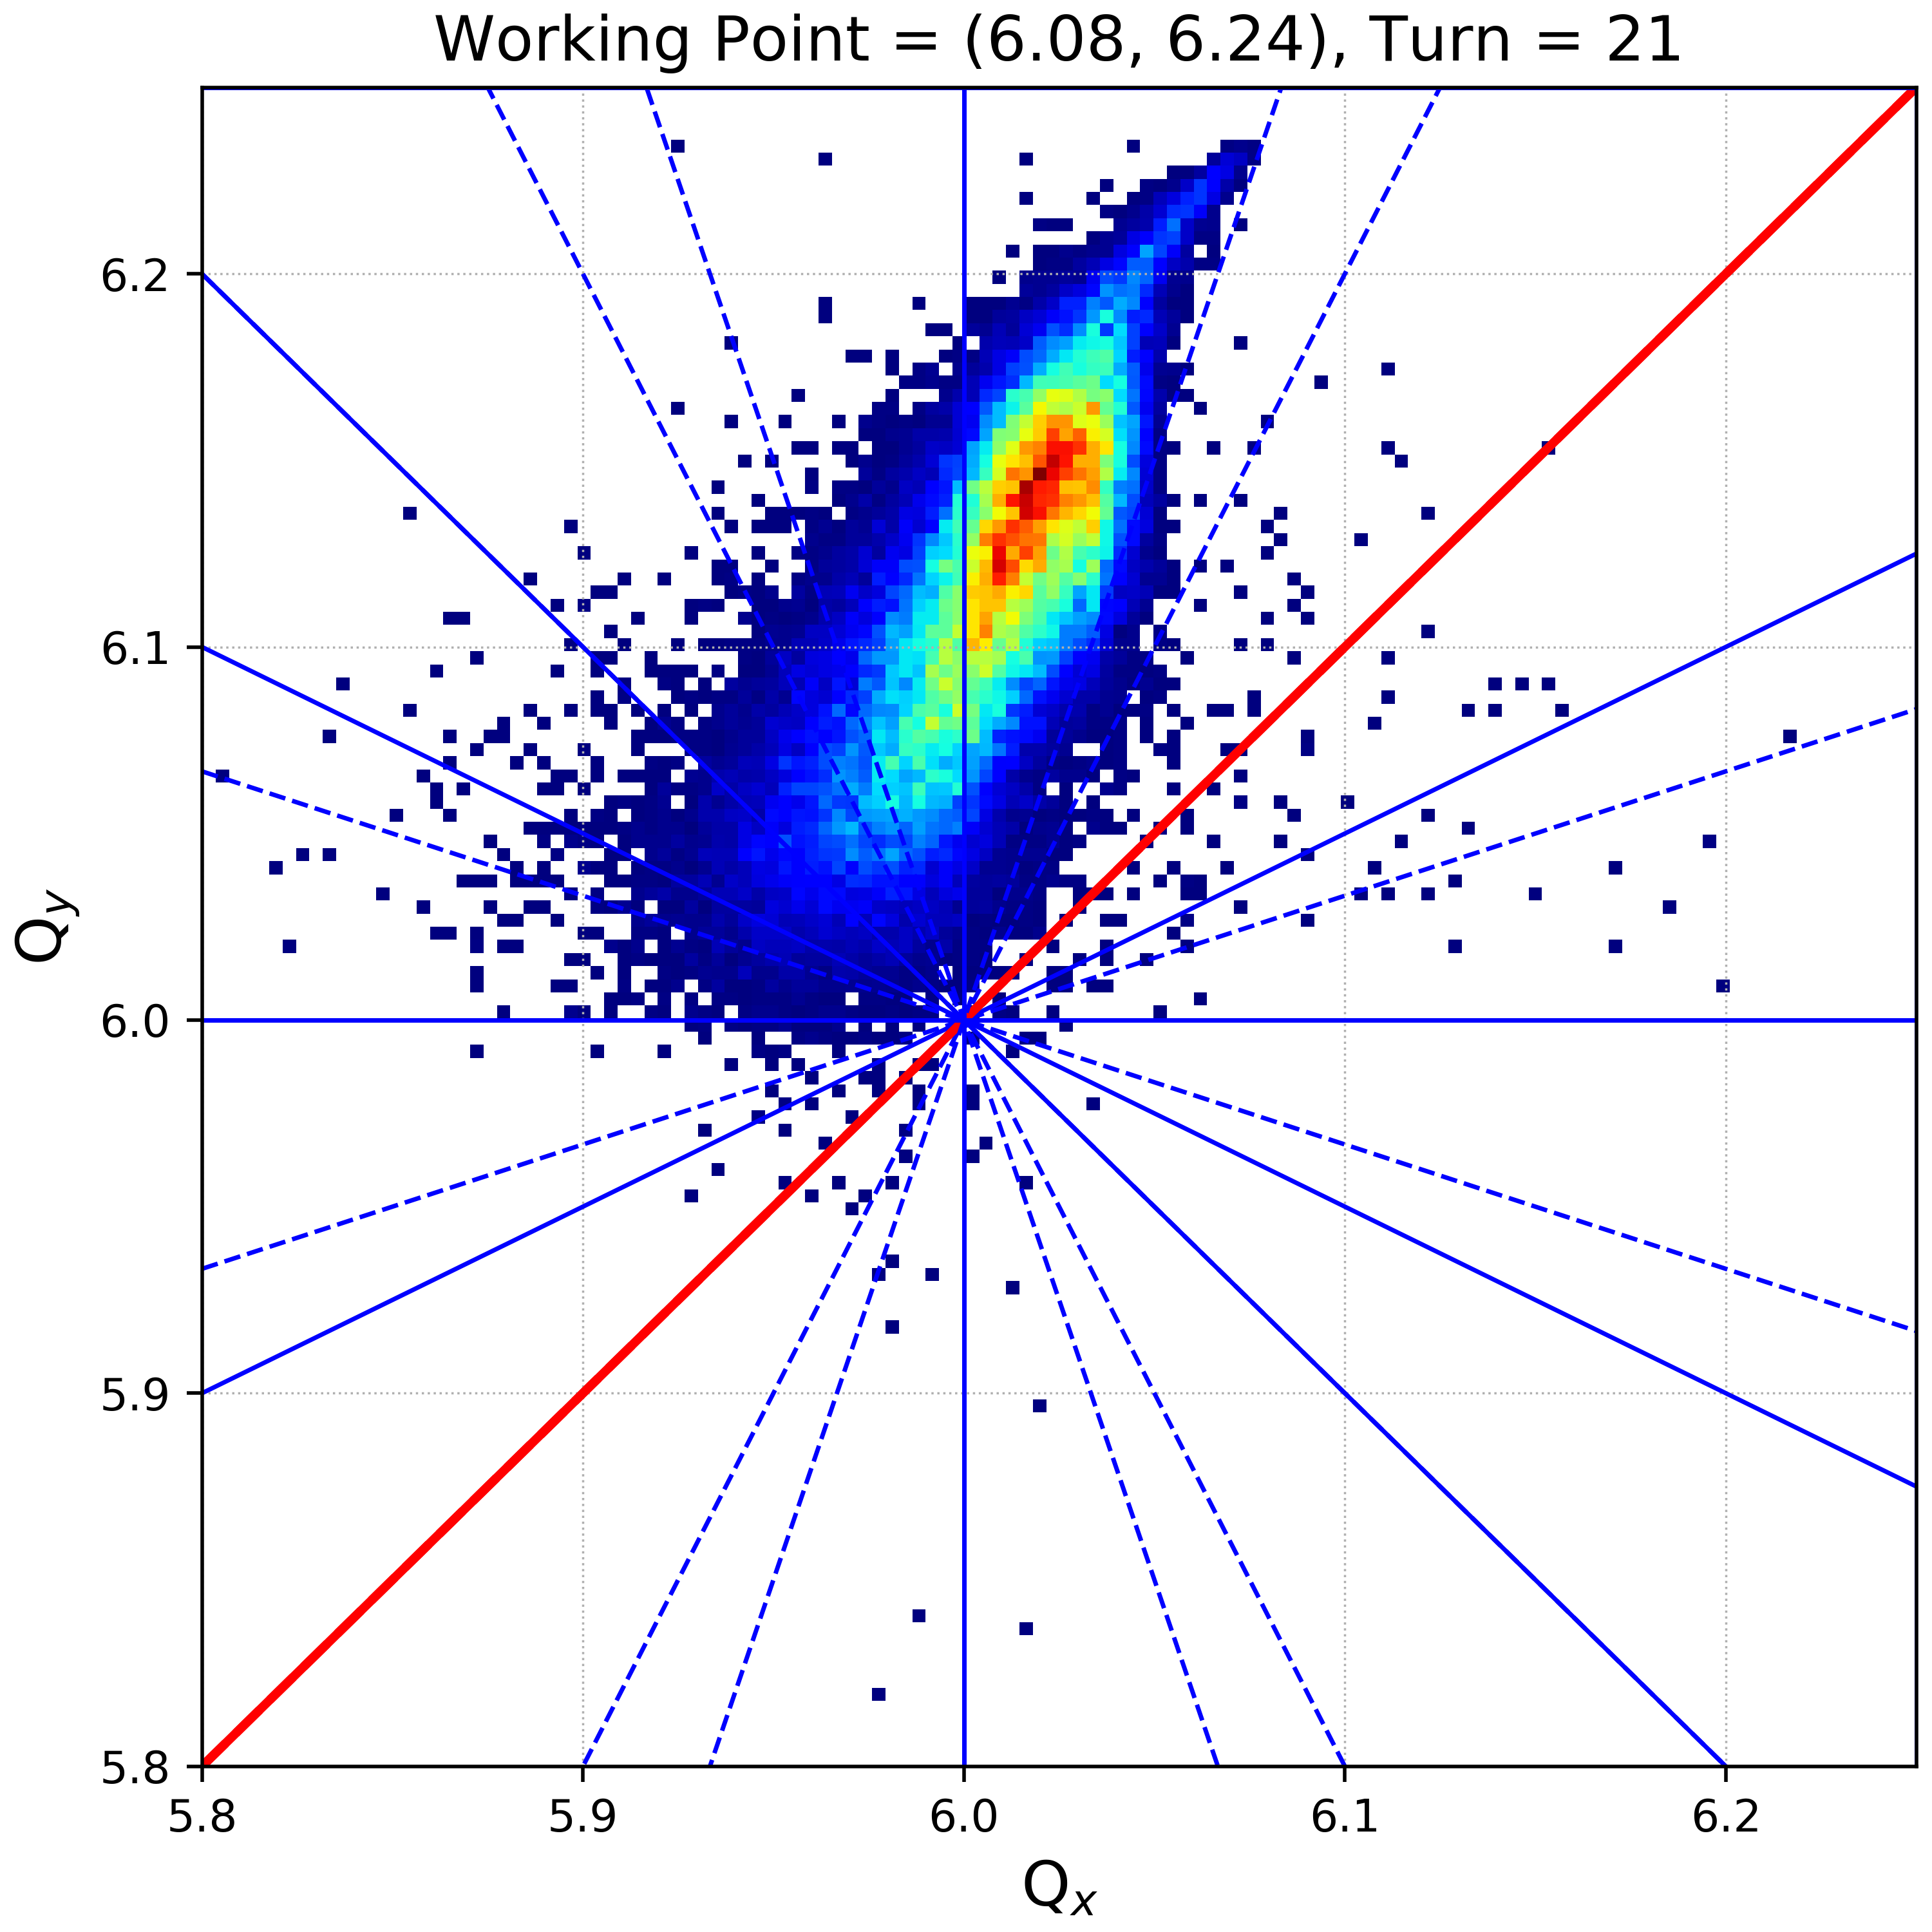 Working Point = (6.08, 6.24), Turn = 21
6.2
6.1
6.0
5.9
5.8
Qy
5.8 5.9 6.0 6.1 6.2
Qx